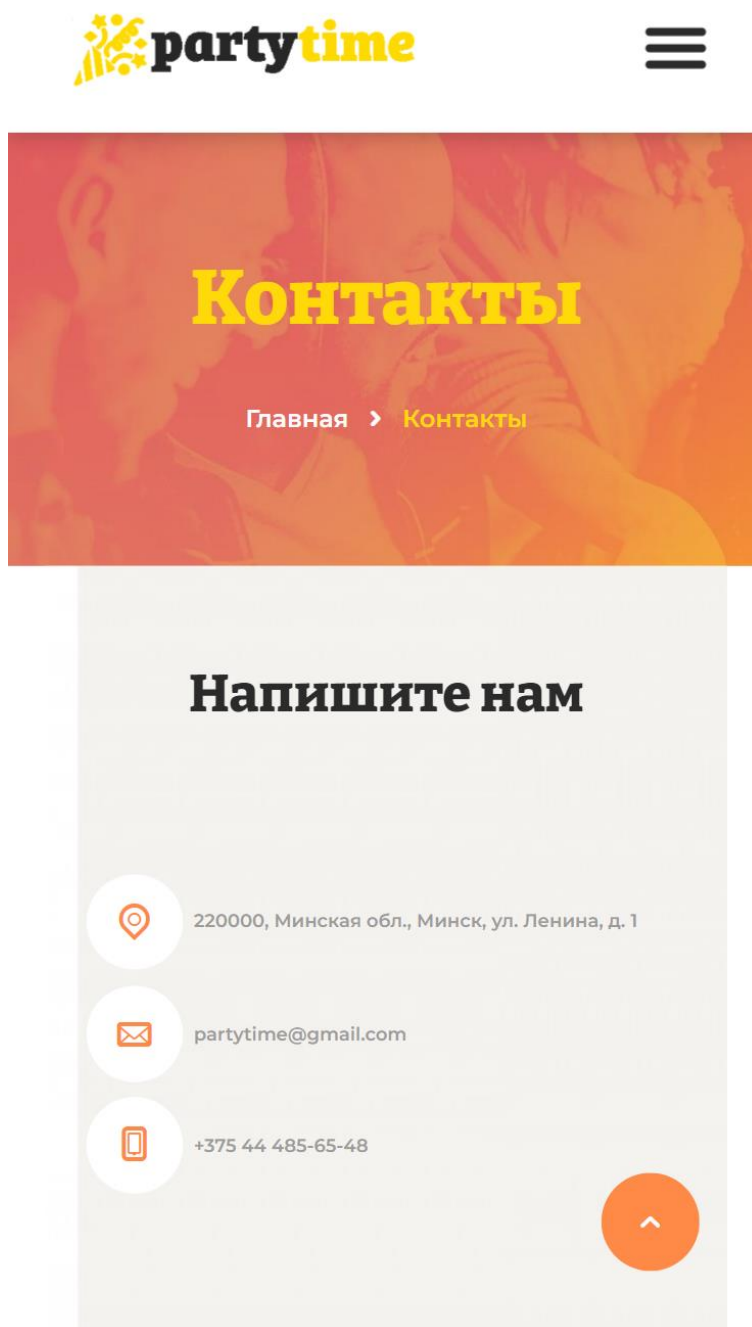 partytime
Контакты
Главная > Контакты
Напишите нам
220000, Минская обл., Минск, ул. Ленина, д. 1
partytime@gmail.com
+375 44 485-65-48